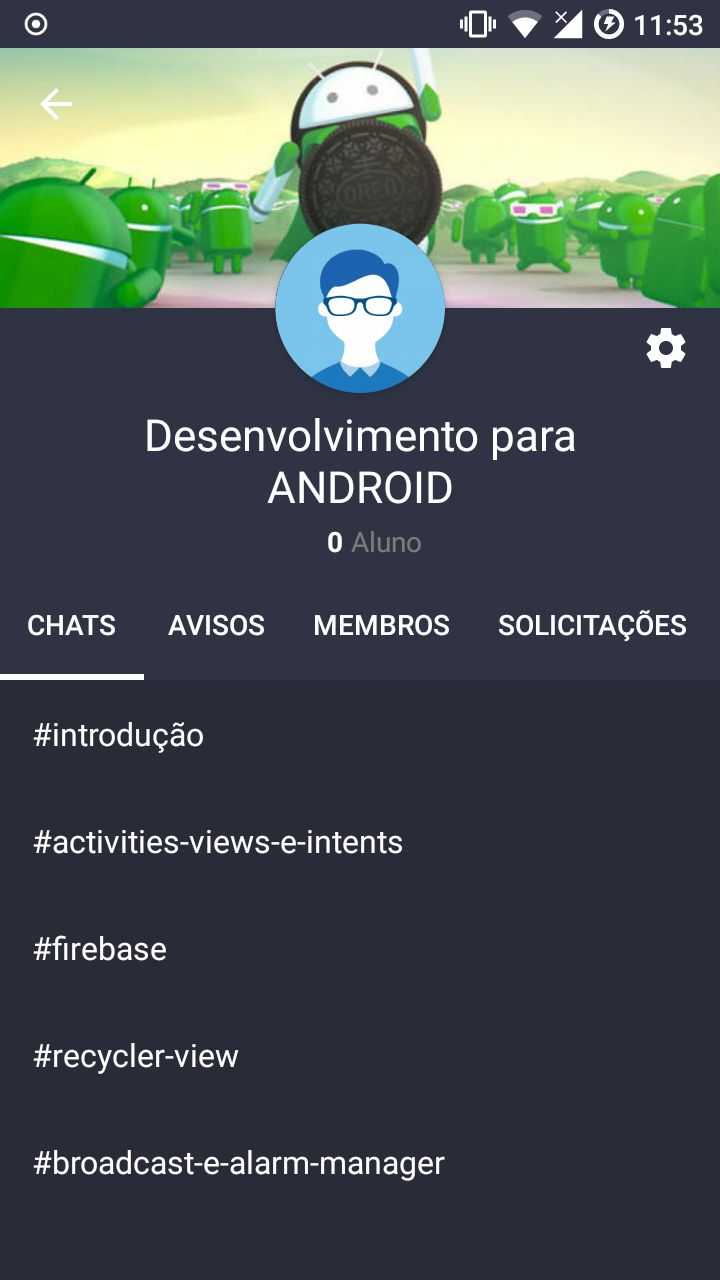 11:53
OREO
Desenvolvimento para
ANDROID
0 Aluno
CHATS AVISOS MEMBROS SOLICITAÇÕES
#introdução
#activities-views-e-intents
#firebase
#recycler-view
#broadcast-e-alarm-manager